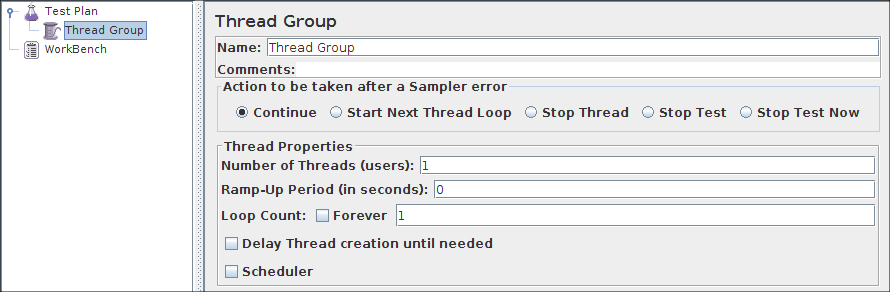 Test Plan
Thread Group
WorkBench
Thread Group
Name: Thread Group
Comments:
Action to be taken after a Sampler error
Continue Start Next Thread Loop Stop Thread Stop Test Stop Test Now
Thread Properties
Number of Threads (users): 1
Ramp-Up Period (in seconds): 0
Loop Count: Forever 1
Delay Thread creation until needed
Scheduler